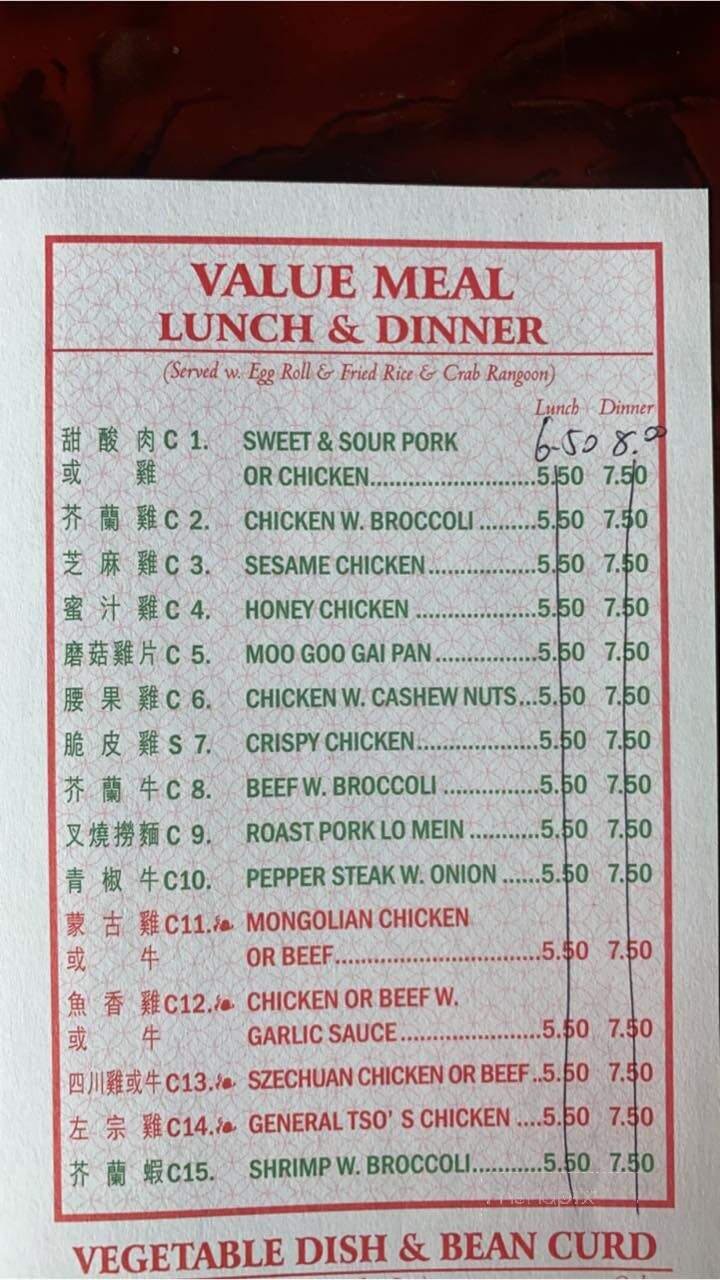 VALUE MEAL
LUNCH & DINNER
(Served w. Egg Roll & Fried Rice & Crab Rangoon)
Lunch Dinner
6.50 8.00
甜酸肉 C 1. SWEET & SOUR PORK
或雞 OR CHICKEN..........................5.50 7.50
芥蘭雞 C 2. CHICKEN W. BROCCOLI .........5.50 7.50
芝麻雞 C 3. SESAME CHICKEN.................5.50 7.50
蜜汁雞 C 4. HONEY CHICKEN ...................5.50 7.50
磨菇雞片 C 5. MOO GOO GAI PAN................5.50 7.50
腰果雞 C 6. CHICKEN W. CASHEW NUTS...5.50 7.50
脆皮雞 S 7. CRISPY CHICKEN...................5.50 7.50
芥蘭牛 C 8. BEEF W. BROCCOLI ...............5.50 7.50
叉燒撈麵 C 9. ROAST PORK LO MEIN ...........5.50 7.50
青椒牛 C10. PEPPER STEAK W. ONION ......5.50 7.50
蒙古雞 C11. MONGOLIAN CHICKEN
或牛 OR BEEF.................................5.50 7.50
魚香雞 C12. CHICKEN OR BEEF W.
或牛 GARLIC SAUCE.......................5.50 7.50
四川雞或牛 C13. SZECHUAN CHICKEN OR BEEF..5.50 7.50
左宗雞 C14. GENERAL TSO' S CHICKEN ....5.50 7.50
芥蘭蝦 C15. SHRIMP W. BROCCOLI...........5.50 7.50
VEGETABLE DISH & BEAN CURD